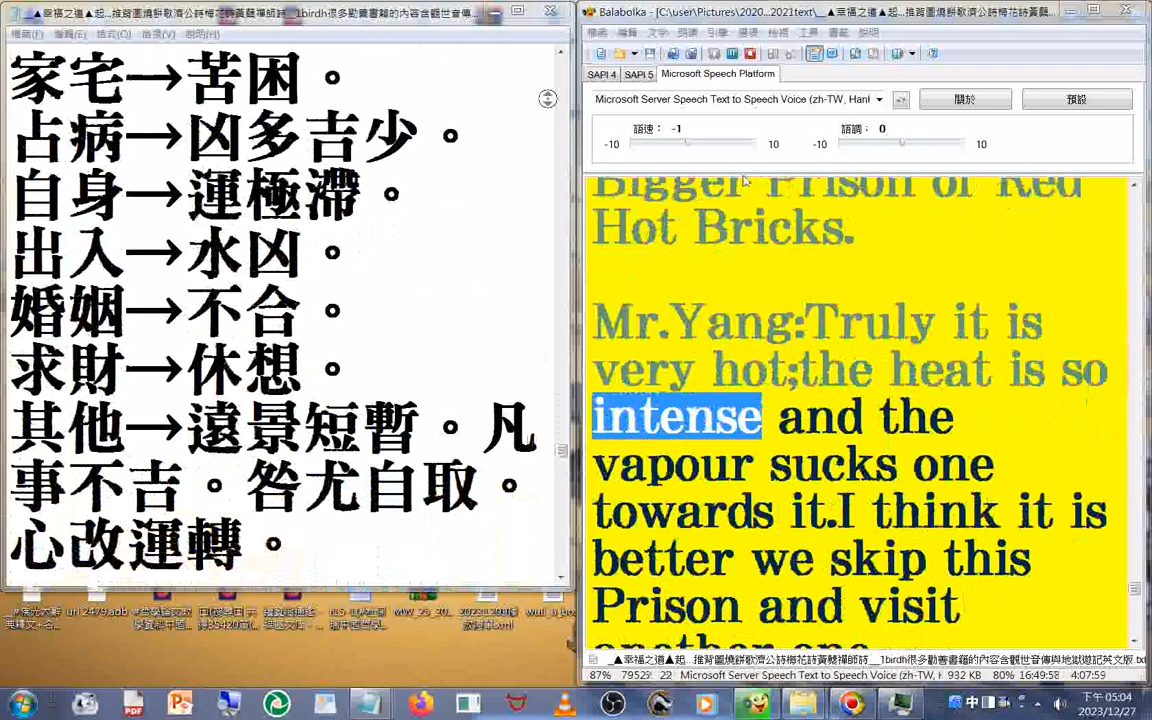 家宅→苦困。
占病→凶多吉少。
自身→運極滯。
出入→水凶。
婚姻→不合。
求財→休想。
其他→遠景短暫。凡
事不吉。咎尤自取。
心改運轉。
SAPI 4 SAPI 5 Microsoft Speech Platform
Microsoft Server Speech Text to Speech Voice (zh-TW, Hanl
關於
預設
語速： -1
語調： 0
-10 10 -10 10
Bigger Prison of Red
Hot Bricks.
Mr.Yang:Truly it is
very hot;the heat is so
intense and the
vapour sucks one
towards it.I think it is
better we skip this
Prison and visit
another one
87% 79529 22 Microsoft Server Speech Text to Speech Voice (zh-TW, H 932 KB 80% 16:49:58 4:07:59
下午 05:04
2023/12/27